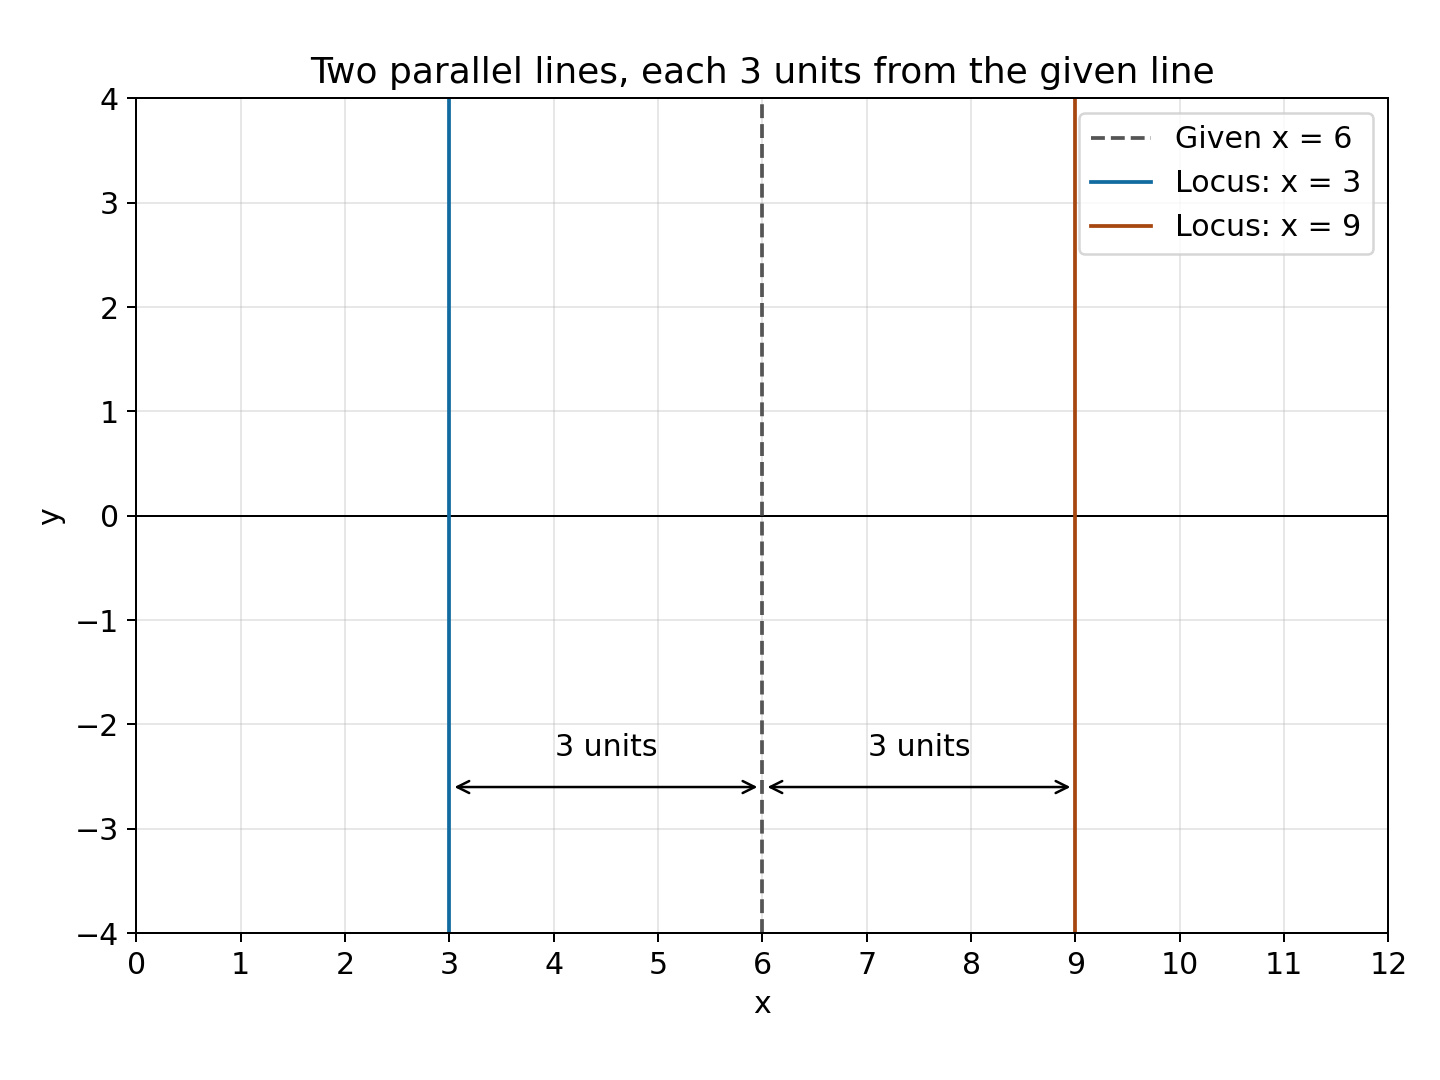 Two parallel lines, each 3 units from the given line
Given x = 6
Locus: x = 3
Locus: x = 9
4
3
2
1
0
−1
−2
−3
−4
y
3 units 3 units
0 1 2 3 4 5 6 7 8 9 10 11 12
x